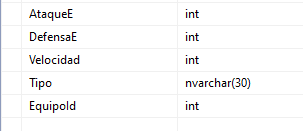 AtaqueE int
DefensaE int
Velocidad int
Tipo nvarchar(30)
EquipoId int